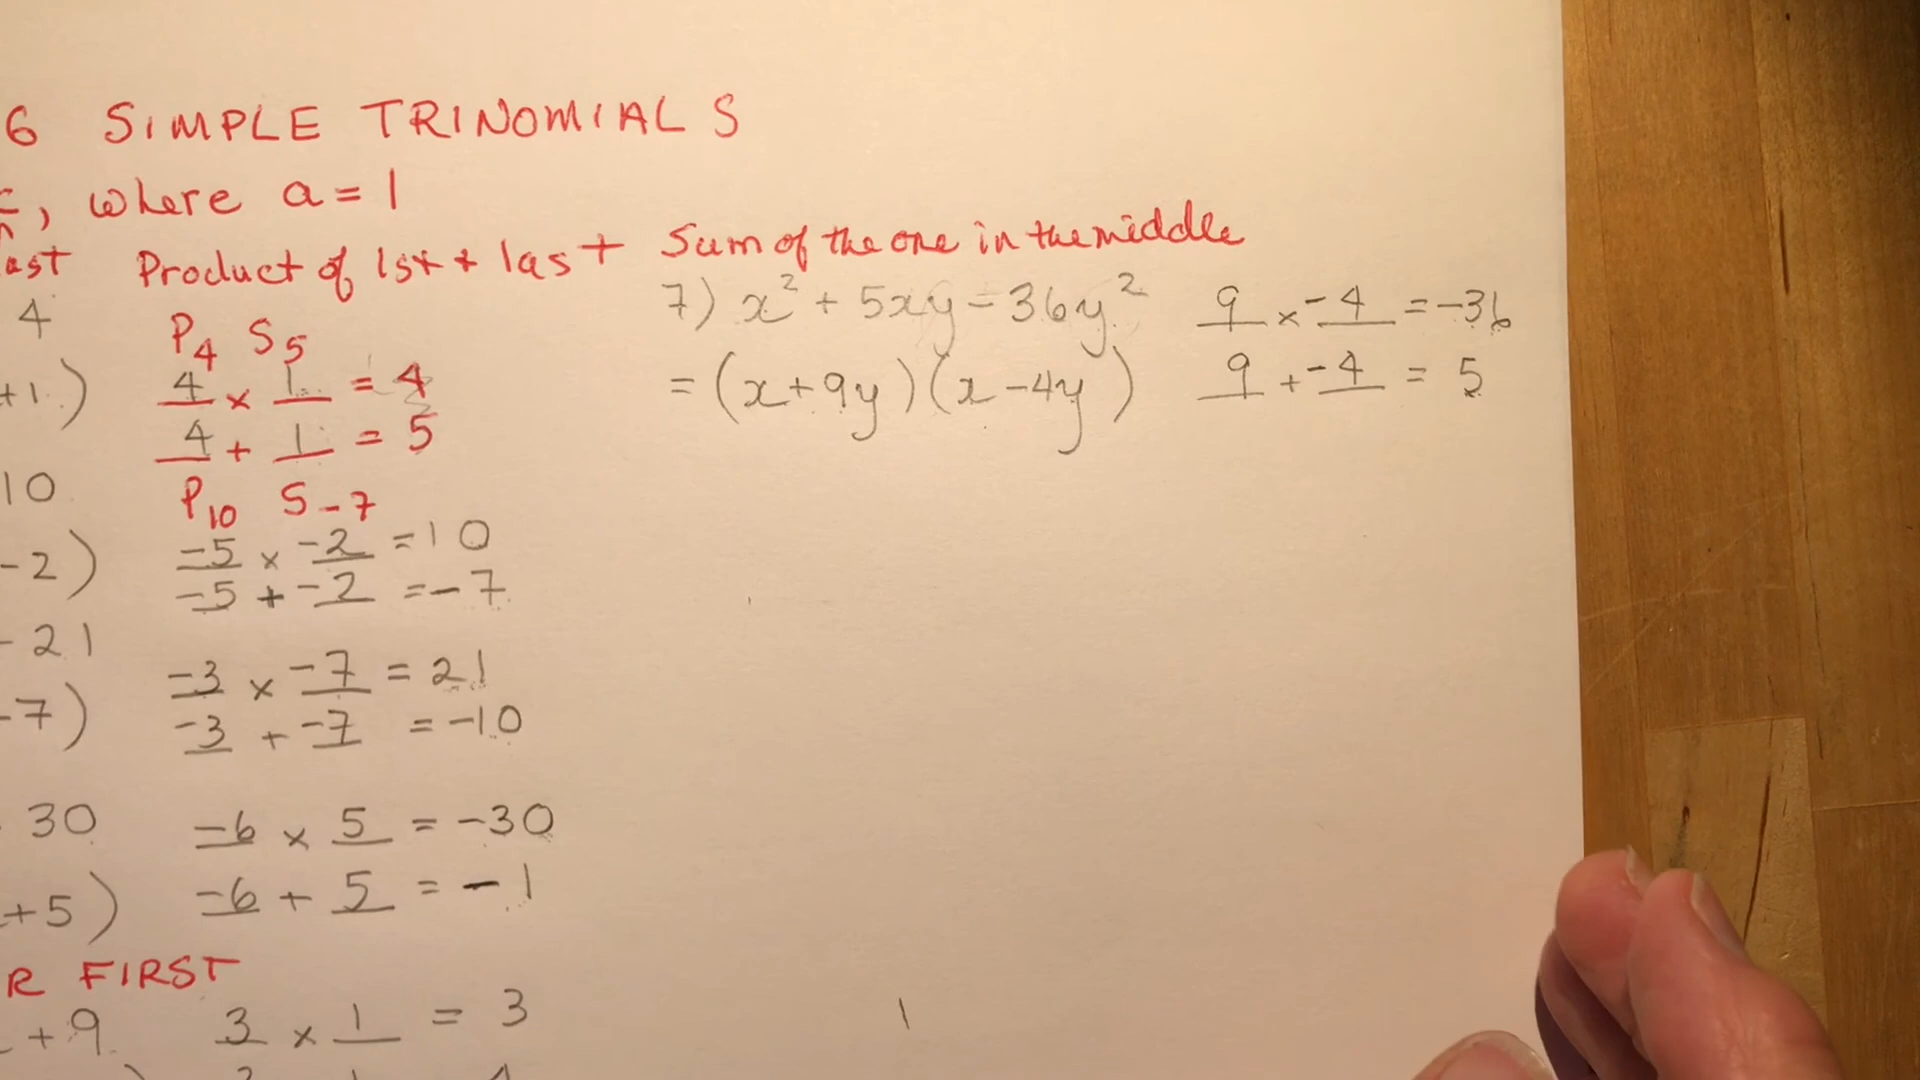 6 SIMPLE TRINOMIALS
, where a = 1
ast Product of 1st + last Sum of the one in the middle
4 P4 S5
+1) 4 × 1 = 4
4 + 1 = 5
10 P10 S-7
-2) -5 × -2 = 10
-5 + -2 = -7
-21 -3 × -7 = 21
-7) -3 + -7 = -10
30 -6 × 5 = -30
+5) -6 + 5 = -1
R FIRST
+9 3 × 1 = 3
7) x² + 5xy - 36y² 9 × -4 = -36
= (x+9y)(x-4y) 9 + -4 = 5